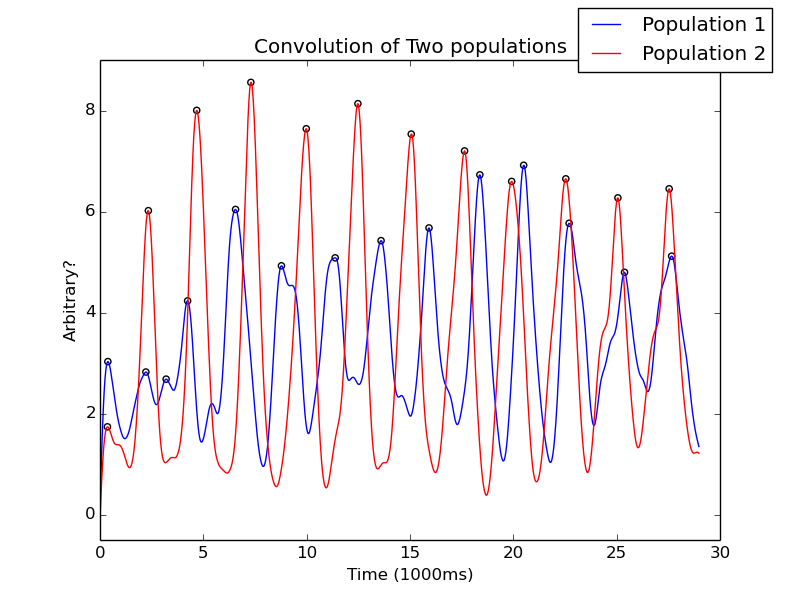 Convolution of Two populations
Population 1
Population 2
Arbitrary?
8
6
4
2
0
0 5 10 15 20 25 30
Time (1000ms)